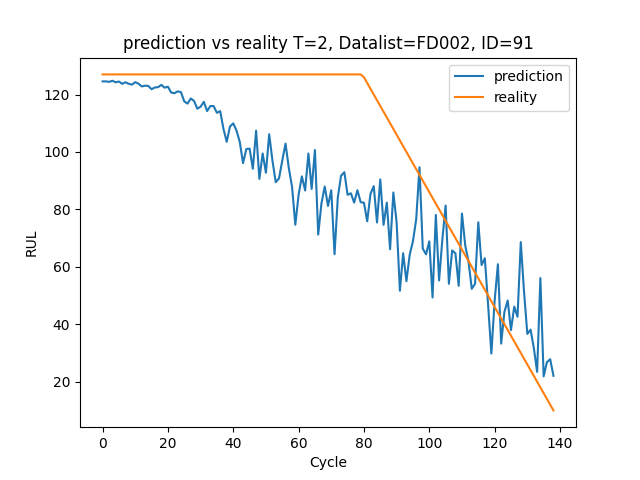 prediction vs reality T=2, Datalist=FD002, ID=91
prediction
reality
120
100
80
60
40
20
RUL
0 20 40 60 80 100 120 140
Cycle